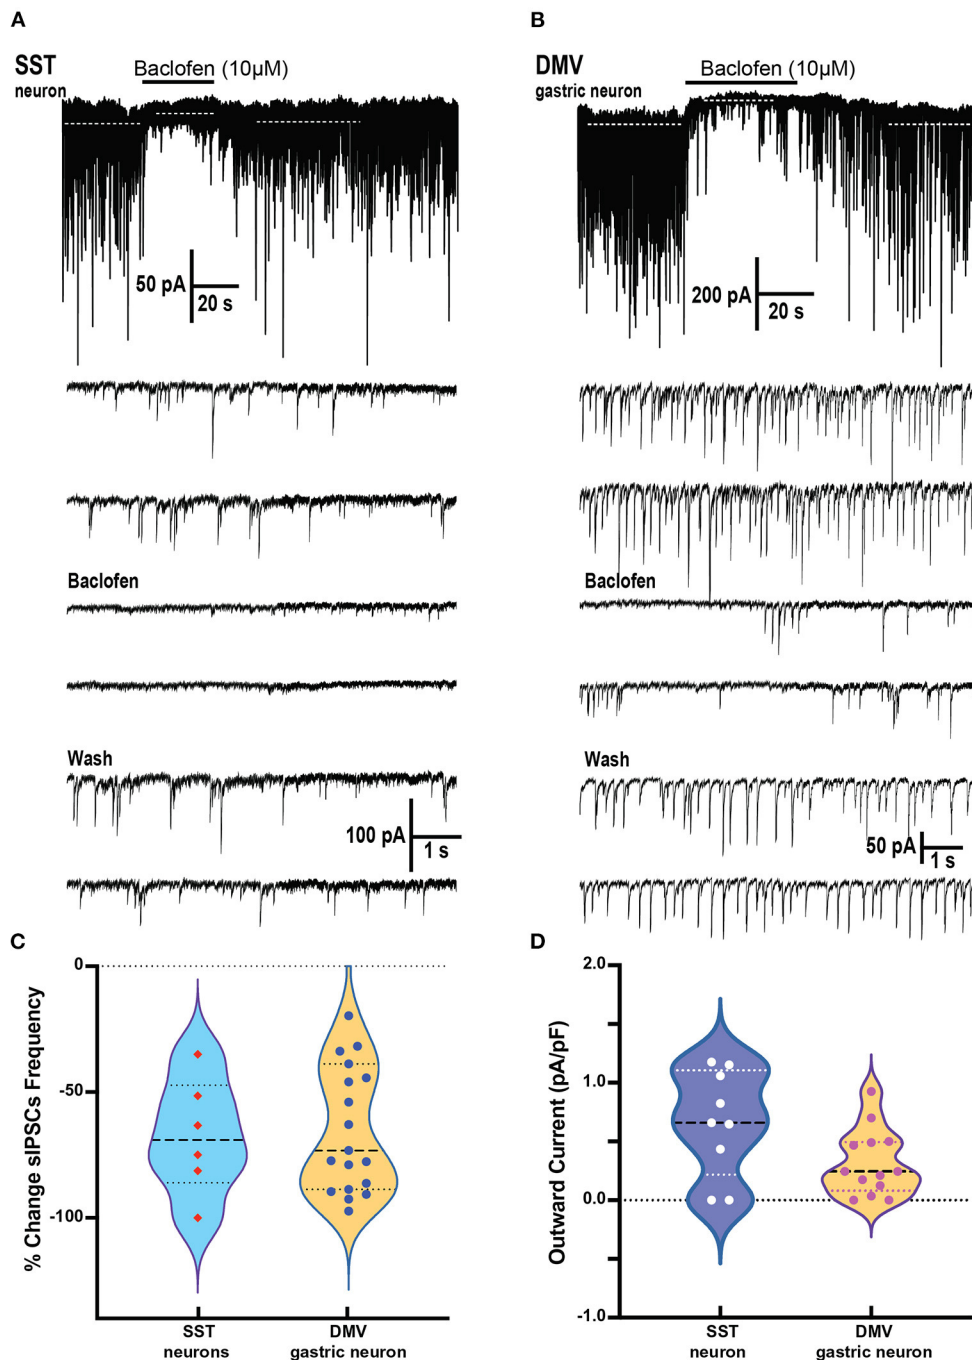 A
SST
neuron
Baclofen (10µM)
50 pA
20 s
Baclofen
Wash
100 pA
1 s
B
DMV
gastric neuron
Baclofen (10µM)
200 pA
20 s
Baclofen
Wash
50 pA
1 s
C
% Change sIPSCs Frequency
0
-50
-100
SST
neurons
DMV
gastric neuron
D
Outward Current (pA/pF)
2.0
1.0
0.0
-1.0
SST
neuron
DMV
gastric neuron